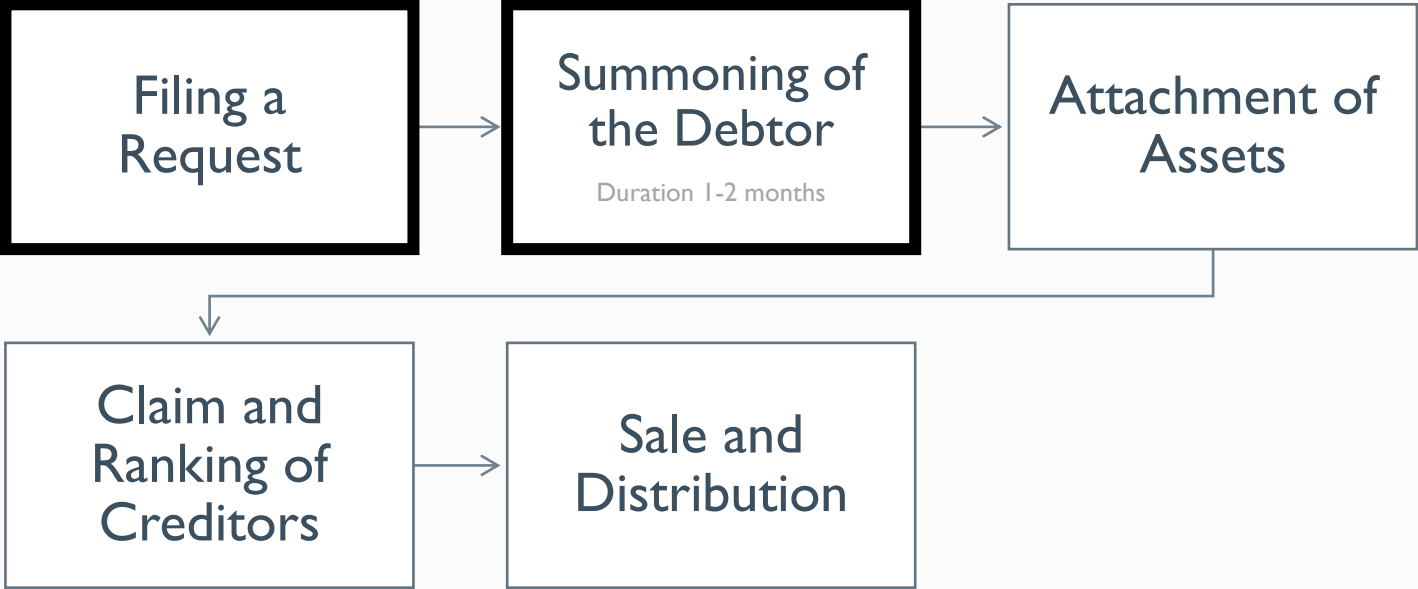 Filing a
Request
Summoning of
the Debtor
Duration 1-2 months
Attachment of
Assets
Claim and
Ranking of
Creditors
Sale and
Distribution